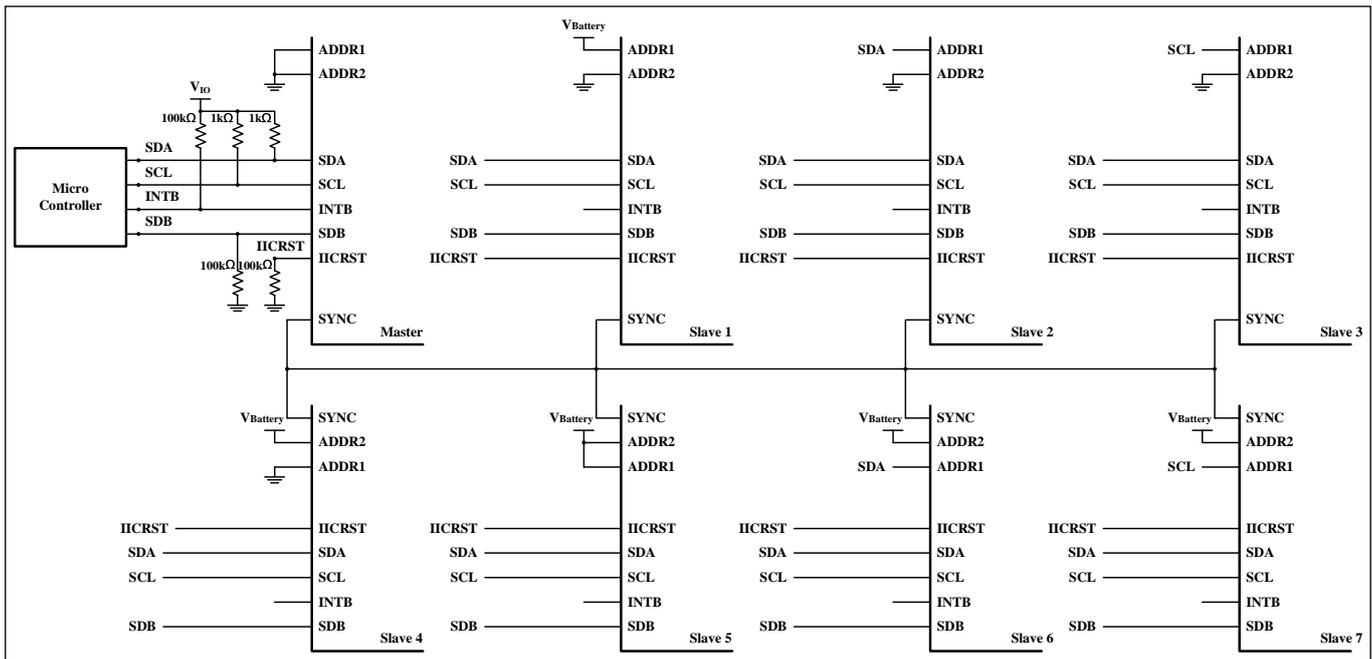 VBattery
ADDR1
ADDR1
SDA
ADDR1
SCL
ADDR1
ADDR2
ADDR2
ADDR2
ADDR2
VIO
100kΩ
1kΩ
1kΩ
Micro
Controller
SDA
SCL
INTB
SDB
IICRST
100kΩ
100kΩ
SDA
SCL
INTB
SDB
IICRST
SYNC
Master
SDA
SCL
SDB
IICRST
SDA
SCL
INTB
SDB
IICRST
SYNC
Slave 1
SDA
SCL
SDB
IICRST
SDA
SCL
INTB
SDB
IICRST
SYNC
Slave 2
SDA
SCL
SDB
IICRST
SDA
SCL
INTB
SDB
IICRST
SYNC
Slave 3
VBattery
SYNC
ADDR2
ADDR1
IICRST
SDA
SCL
SDB
IICRST
SDA
SCL
INTB
SDB
Slave 4
VBattery
SYNC
ADDR2
ADDR1
IICRST
SDA
SCL
SDB
IICRST
SDA
SCL
INTB
SDB
Slave 5
VBattery
SYNC
ADDR2
SDA
ADDR1
IICRST
SDA
SCL
SDB
IICRST
SDA
SCL
INTB
SDB
Slave 6
VBattery
SYNC
ADDR2
SCL
ADDR1
IICRST
SDA
SCL
SDB
IICRST
SDA
SCL
INTB
SDB
Slave 7